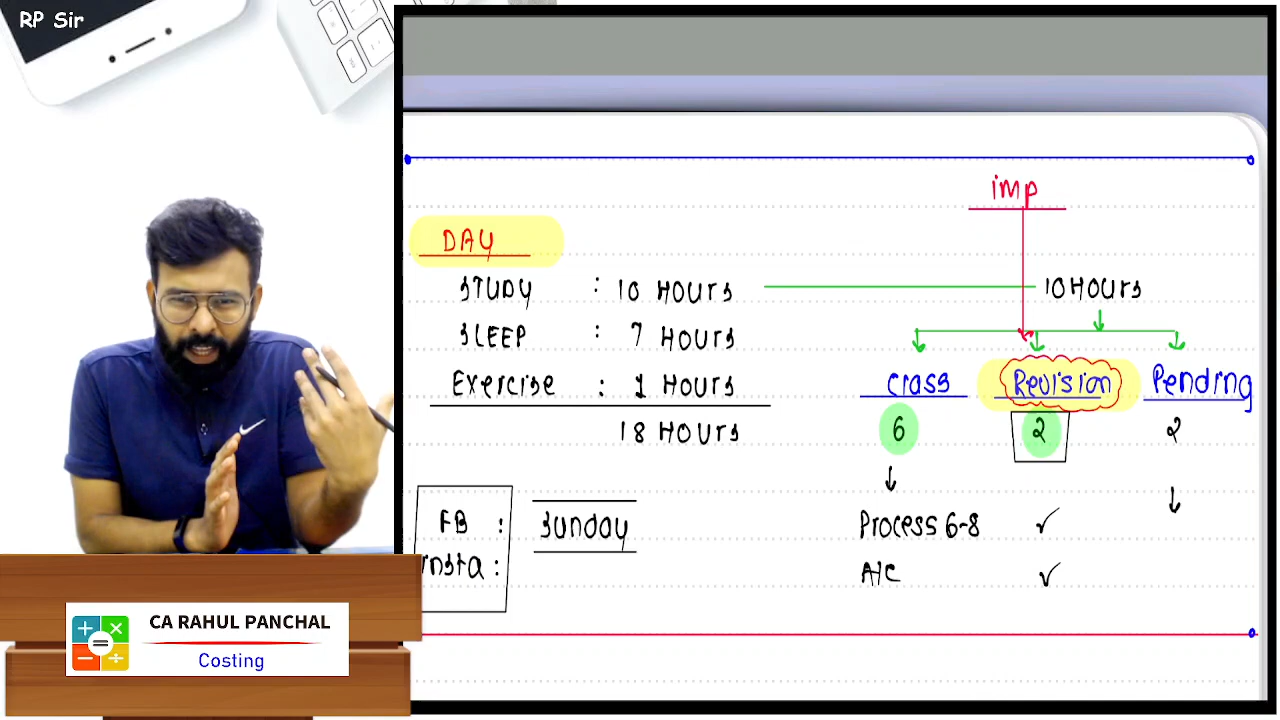 RP Sir
imp
DAY
STUDY : 10 HOUrs 10 HOUrs
SLEEP : 7 HOUrs
Exercise : 1 HOUrs
18 HOUrs
Class Revision Pending
6 2 2
FB :
Insta :
Sunday
Process 6-8 ✓
A/C ✓
CA RAHUL PANCHAL
Costing